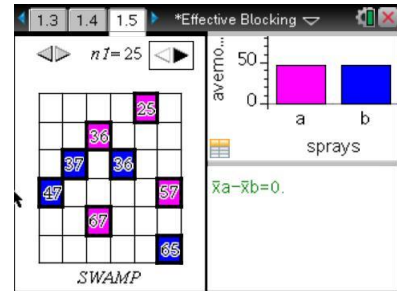 1.3 1.4 1.5 *Effective Blocking
n1= 25
25
36
37 36
47 57
67
65
SWAMP
avemo...
50
0
a b
sprays
x̄a-x̄b=0.